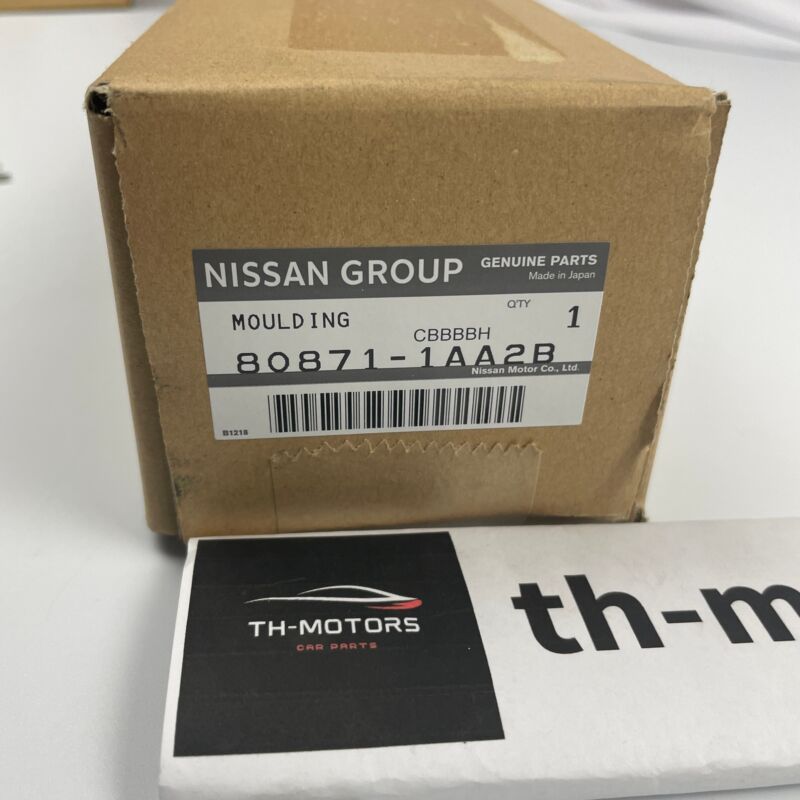 NISSAN GROUP
GENUINE PARTS
Made in Japan
MOULDING
QTY
1
CBBBBH
80871-1AA2B
Nissan Motor Co., Ltd.
B1218
TH-MOTORS
CAR PARTS
th-m